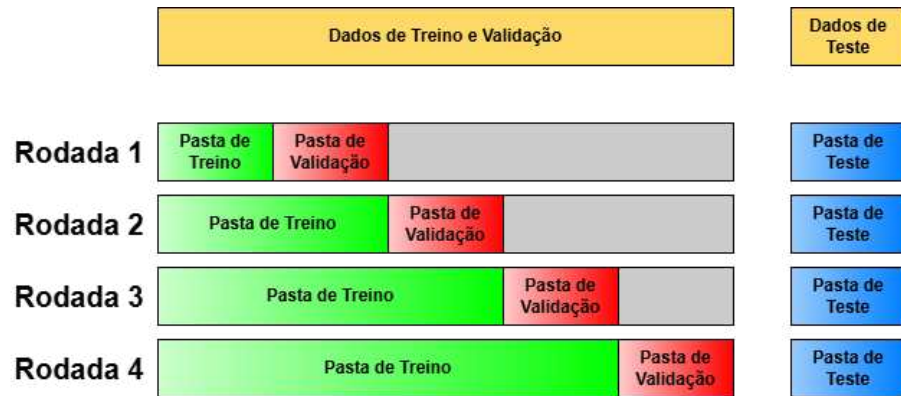 Dados de Treino e Validação
Dados de
Teste
Rodada 1
Pasta de
Treino
Pasta de
Validação
Pasta de
Teste
Rodada 2
Pasta de Treino
Pasta de
Validação
Pasta de
Teste
Rodada 3
Pasta de Treino
Pasta de
Validação
Pasta de
Teste
Rodada 4
Pasta de Treino
Pasta de
Validação
Pasta de
Teste